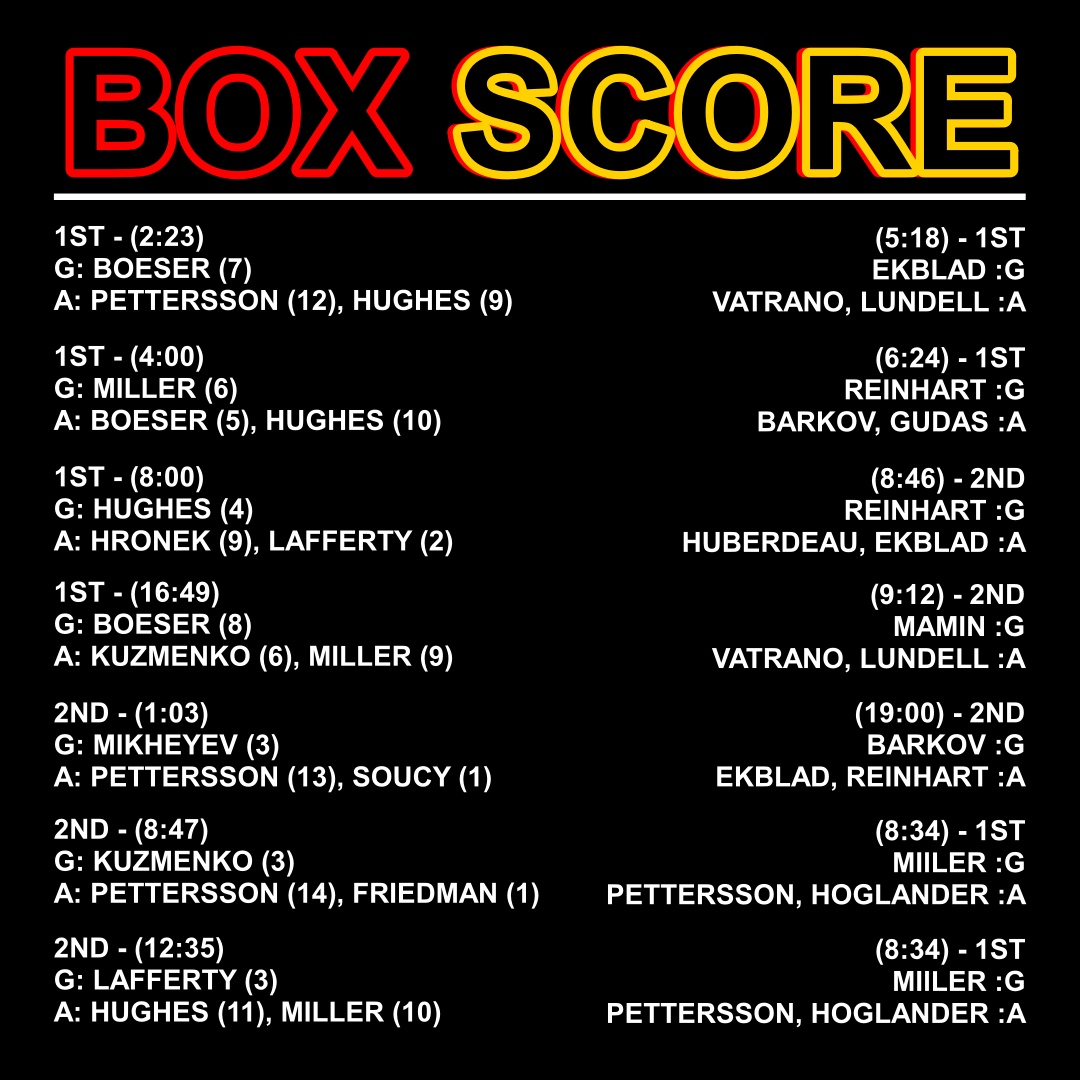 BOX SCORE
1ST - (2:23)
G: BOESER (7)
A: PETTERSSON (12), HUGHES (9)
1ST - (4:00)
G: MILLER (6)
A: BOESER (5), HUGHES (10)
1ST - (8:00)
G: HUGHES (4)
A: HRONEK (9), LAFFERTY (2)
1ST - (16:49)
G: BOESER (8)
A: KUZMENKO (6), MILLER (9)
2ND - (1:03)
G: MIKHEYEV (3)
A: PETTERSSON (13), SOUCY (1)
2ND - (8:47)
G: KUZMENKO (3)
A: PETTERSSON (14), FRIEDMAN (1)
2ND - (12:35)
G: LAFFERTY (3)
A: HUGHES (11), MILLER (10)
(5:18) - 1ST
EKBLAD :G
VATRANO, LUNDELL :A
(6:24) - 1ST
REINHART :G
BARKOV, GUDAS :A
(8:46) - 2ND
REINHART :G
HUBERDEAU, EKBLAD :A
(9:12) - 2ND
MAMIN :G
VATRANO, LUNDELL :A
(19:00) - 2ND
BARKOV :G
EKBLAD, REINHART :A
(8:34) - 1ST
MIILER :G
PETTERSSON, HOGLANDER :A
(8:34) - 1ST
MIILER :G
PETTERSSON, HOGLANDER :A